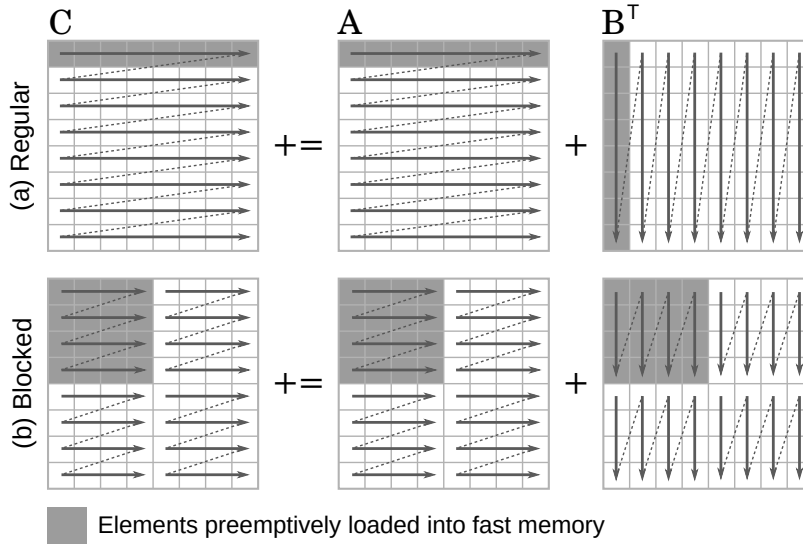 C A Bᵀ
(a) Regular += +
(b) Blocked += +
Elements preemptively loaded into fast memory